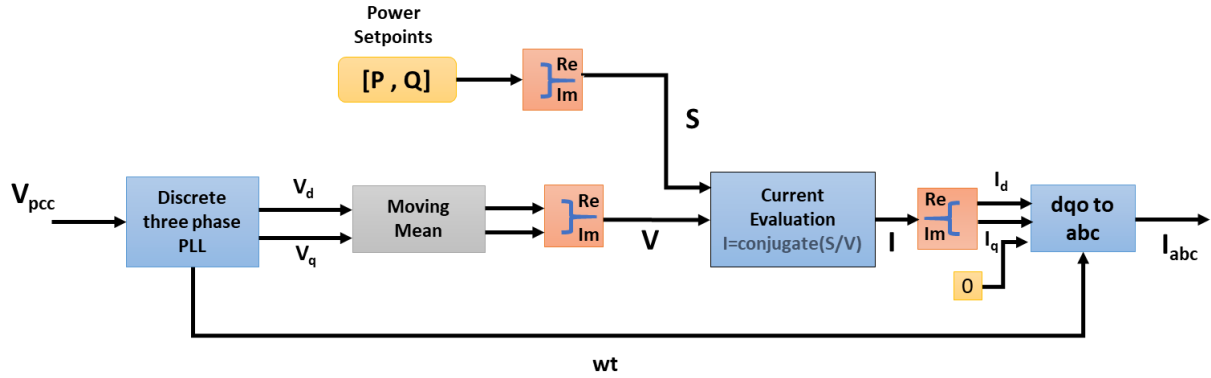 Power
Setpoints
[P , Q]
Re
Im
S
V_pcc
Discrete
three phase
PLL
V_d
V_q
Moving
Mean
Re
Im
V
Current
Evaluation
I=conjugate(S/V)
I
Re
Im
I_d
I_q
0
dqo to
abc
I_abc
wt